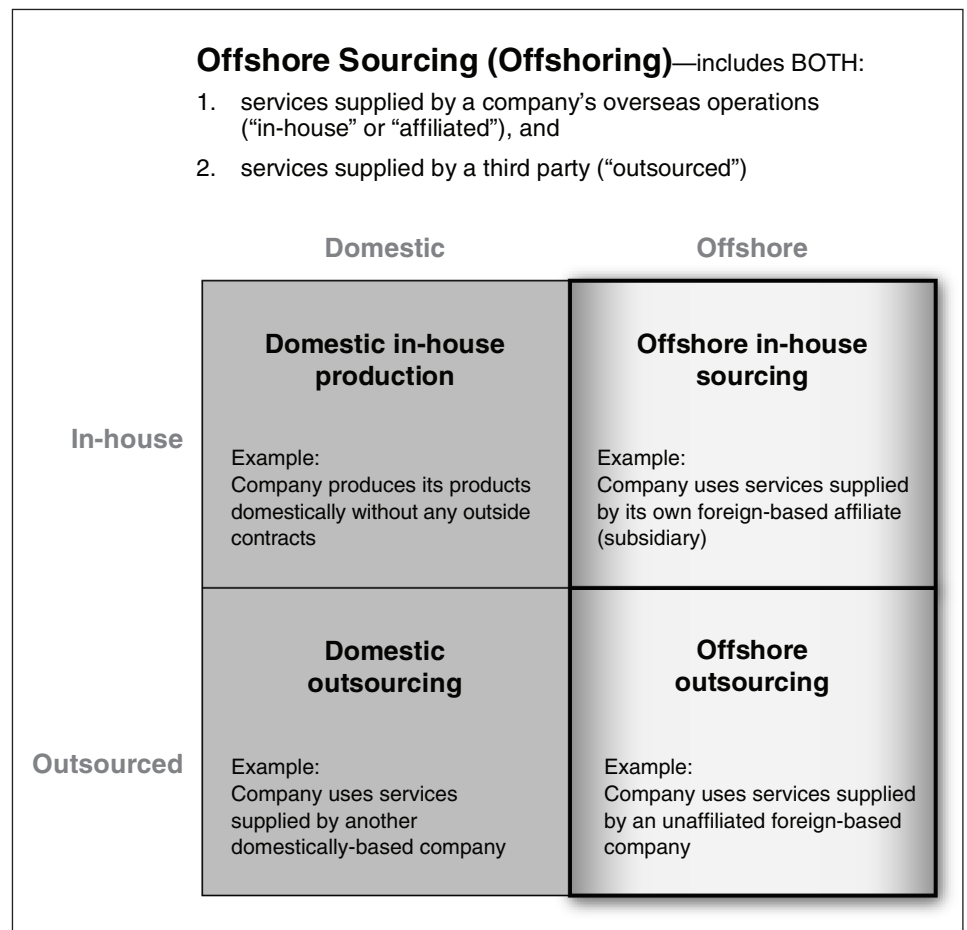 Offshore Sourcing (Offshoring)—includes BOTH:
1. services supplied by a company’s overseas operations
(“in-house” or “affiliated”), and
2. services supplied by a third party (“outsourced”)
Domestic Offshore
In-house
Domestic in-house
production
Example:
Company produces its products
domestically without any outside
contracts
Offshore in-house
sourcing
Example:
Company uses services supplied
by its own foreign-based affiliate
(subsidiary)
Outsourced
Domestic
outsourcing
Example:
Company uses services
supplied by another
domestically-based company
Offshore
outsourcing
Example:
Company uses services supplied
by an unaffiliated foreign-based
company